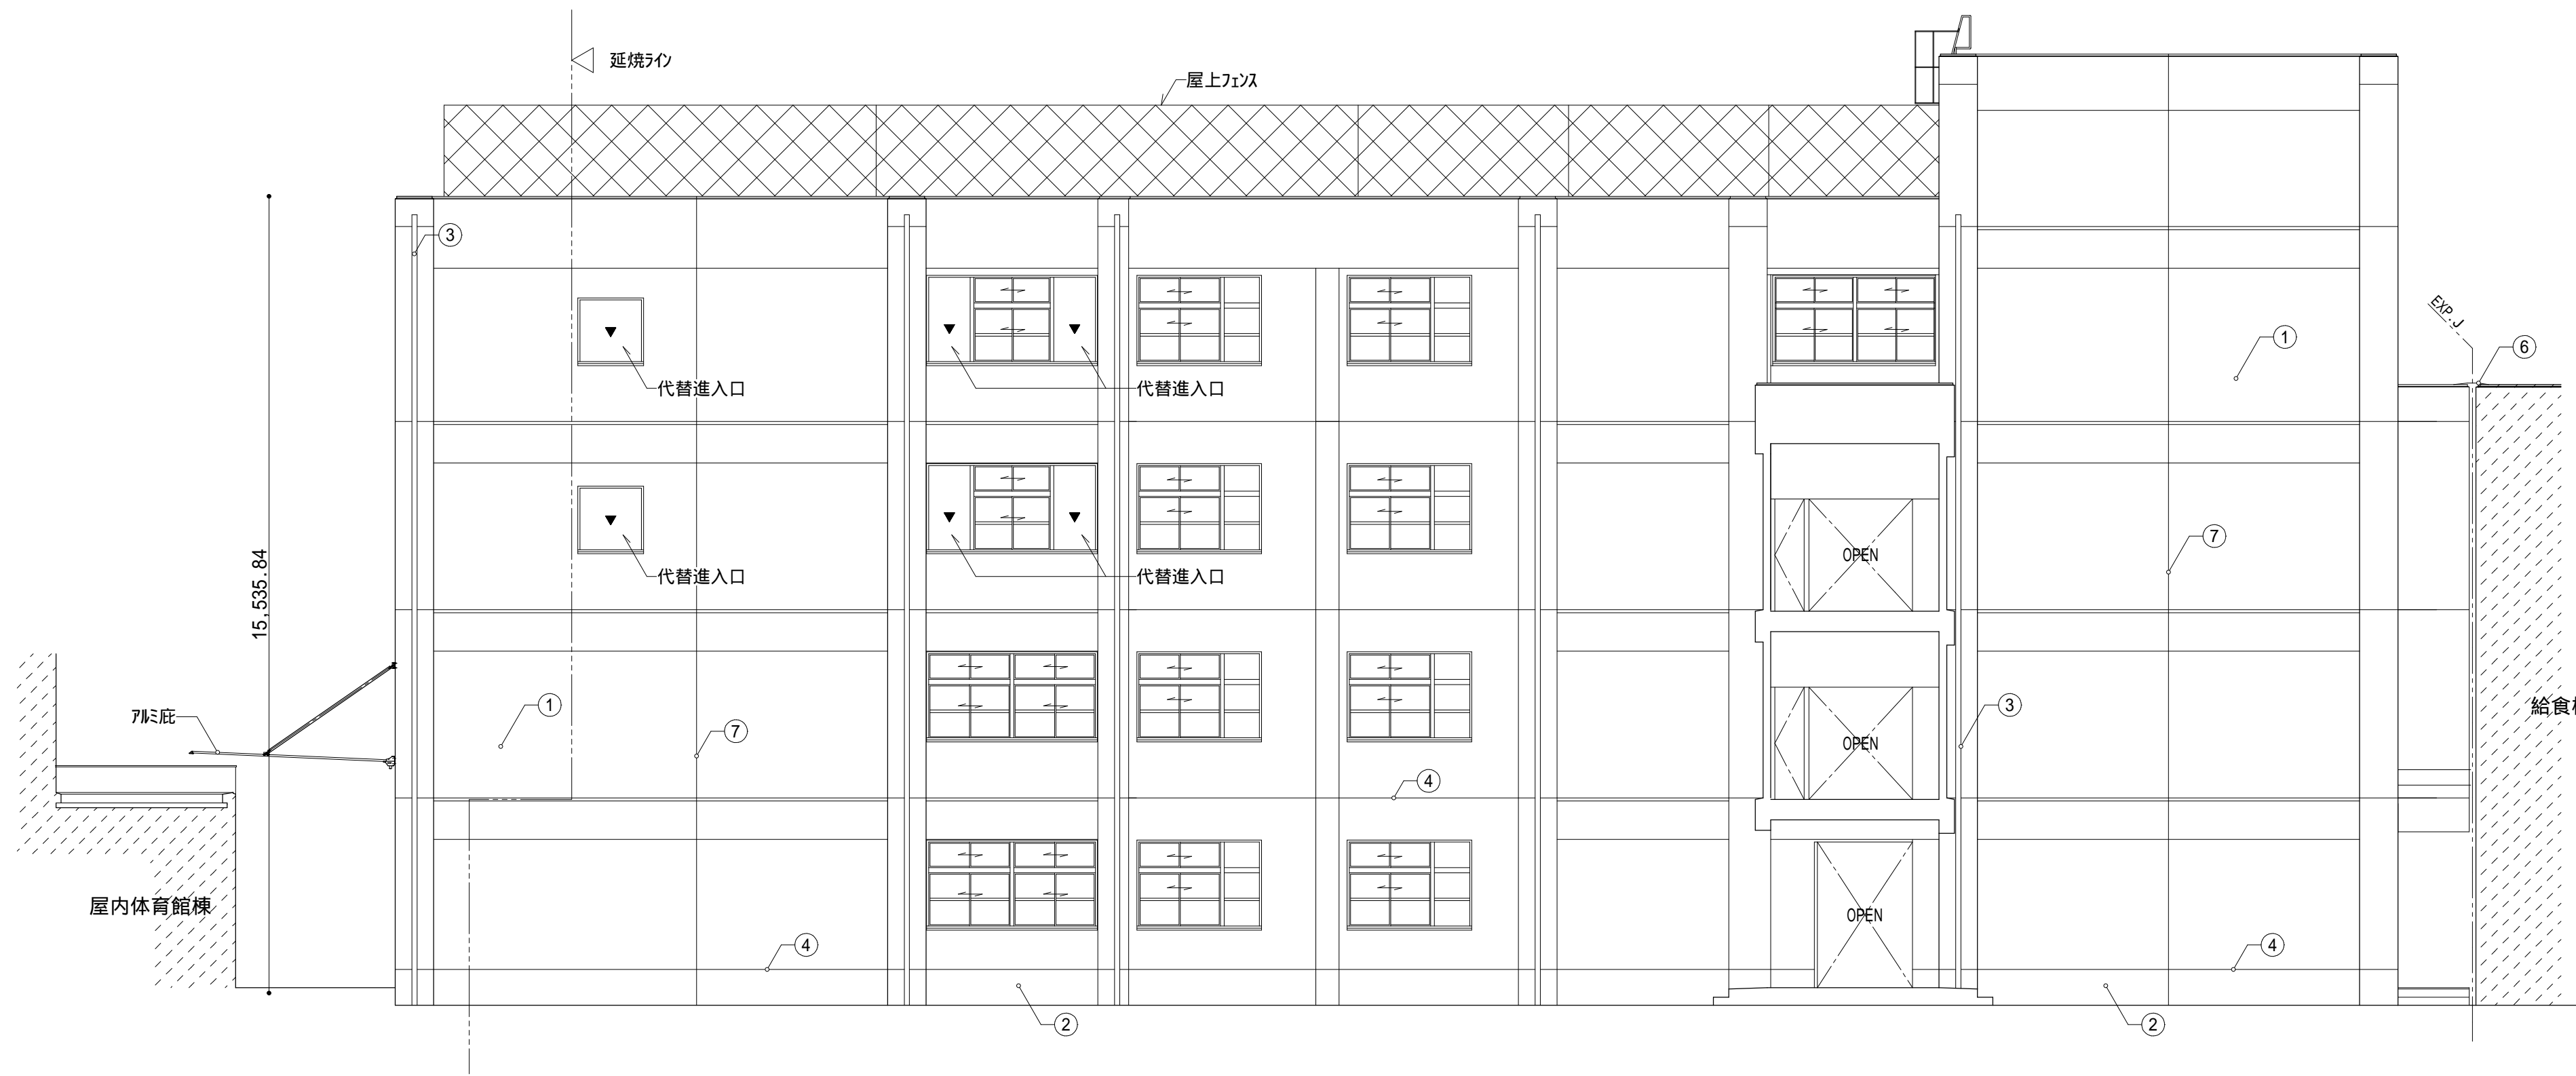 延焼ライン
屋上フェンス
③
①
EXP.J
⑥
代替進入口
代替進入口
⑦
OPEN
15,535.84
代替進入口
代替進入口
アルミ庇
①
⑦
③
給食
OPEN
④
屋内体育館棟
OPEN
④
④
②
②